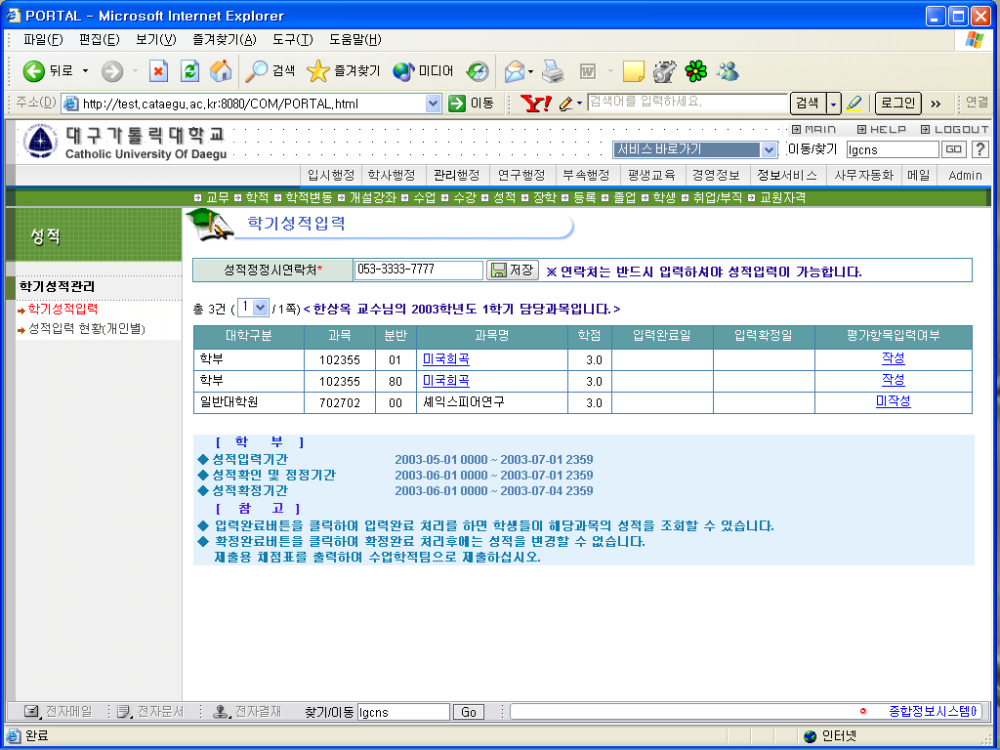 PORTAL - Microsoft Internet Explorer
파일(F) 편집(E) 보기(V) 즐겨찾기(A) 도구(T) 도움말(H)
뒤로 검색 즐겨찾기 미디어
주소(D) http://test.cataegu.ac.kr:8080/COM/PORTAL.html 이동 Y! 검색어를 입력하세요. 검색 로그인 » 연결
대구가톨릭대학교
Catholic University Of Daegu
MAIN HELP LOGOUT
서비스 바로가기 이동/찾기 lgcns GO ?
입시행정 학사행정 관리행정 연구행정 부속행정 평생교육 경영정보 정보서비스 사무자동화 메일 Admin
교무 학적 학적변동 개설강좌 수업 수강 성적 장학 등록 졸업 학생 취업/부직 교원자격
성적
학기성적관리
학기성적입력
성적입력 현황(개인별)
학기성적입력
성적정정시연락처* 053-3333-7777 저장 ※ 연락처는 반드시 입력하셔야 성적입력이 가능합니다.
총 3건 ( 1 / 1쪽) < 한상옥 교수님의 2003학년도 1학기 담당과목입니다. >
대학구분 과목 분반 과목명 학점 입력완료일 입력확정일 평가항목입력여부
학부 102355 01 미국희곡 3.0 작성
학부 102355 80 미국희곡 3.0 작성
일반대학원 702702 00 셰익스피어연구 3.0 미작성
[ 학 부 ]
◆ 성적입력기간 2003-05-01 0000 ~ 2003-07-01 2359
◆ 성적확인 및 정정기간 2003-06-01 0000 ~ 2003-07-01 2359
◆ 성적확정기간 2003-06-01 0000 ~ 2003-07-04 2359
[ 참 고 ]
◆ 입력완료버튼을 클릭하여 입력완료 처리를 하면 학생들이 해당과목의 성적을 조회할 수 있습니다.
◆ 확정완료버튼을 클릭하여 확정완료 처리후에는 성적을 변경할 수 없습니다.
제출용 채점표를 출력하여 수업학적팀으로 제출하십시오.
전자메일 전자문서 전자결재 찾기/이동 lgcns Go 종합정보시스템
완료 인터넷